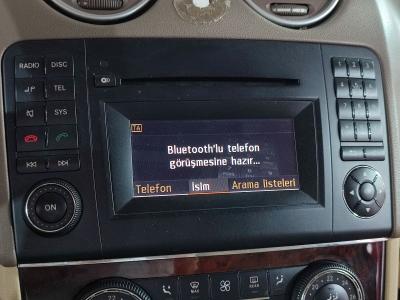 RADIO DISC
TEL
SYS
ON
TA
Bluetooth'lu telefon
görüşmesine hazır...
Telefon İsim Arama listeleri